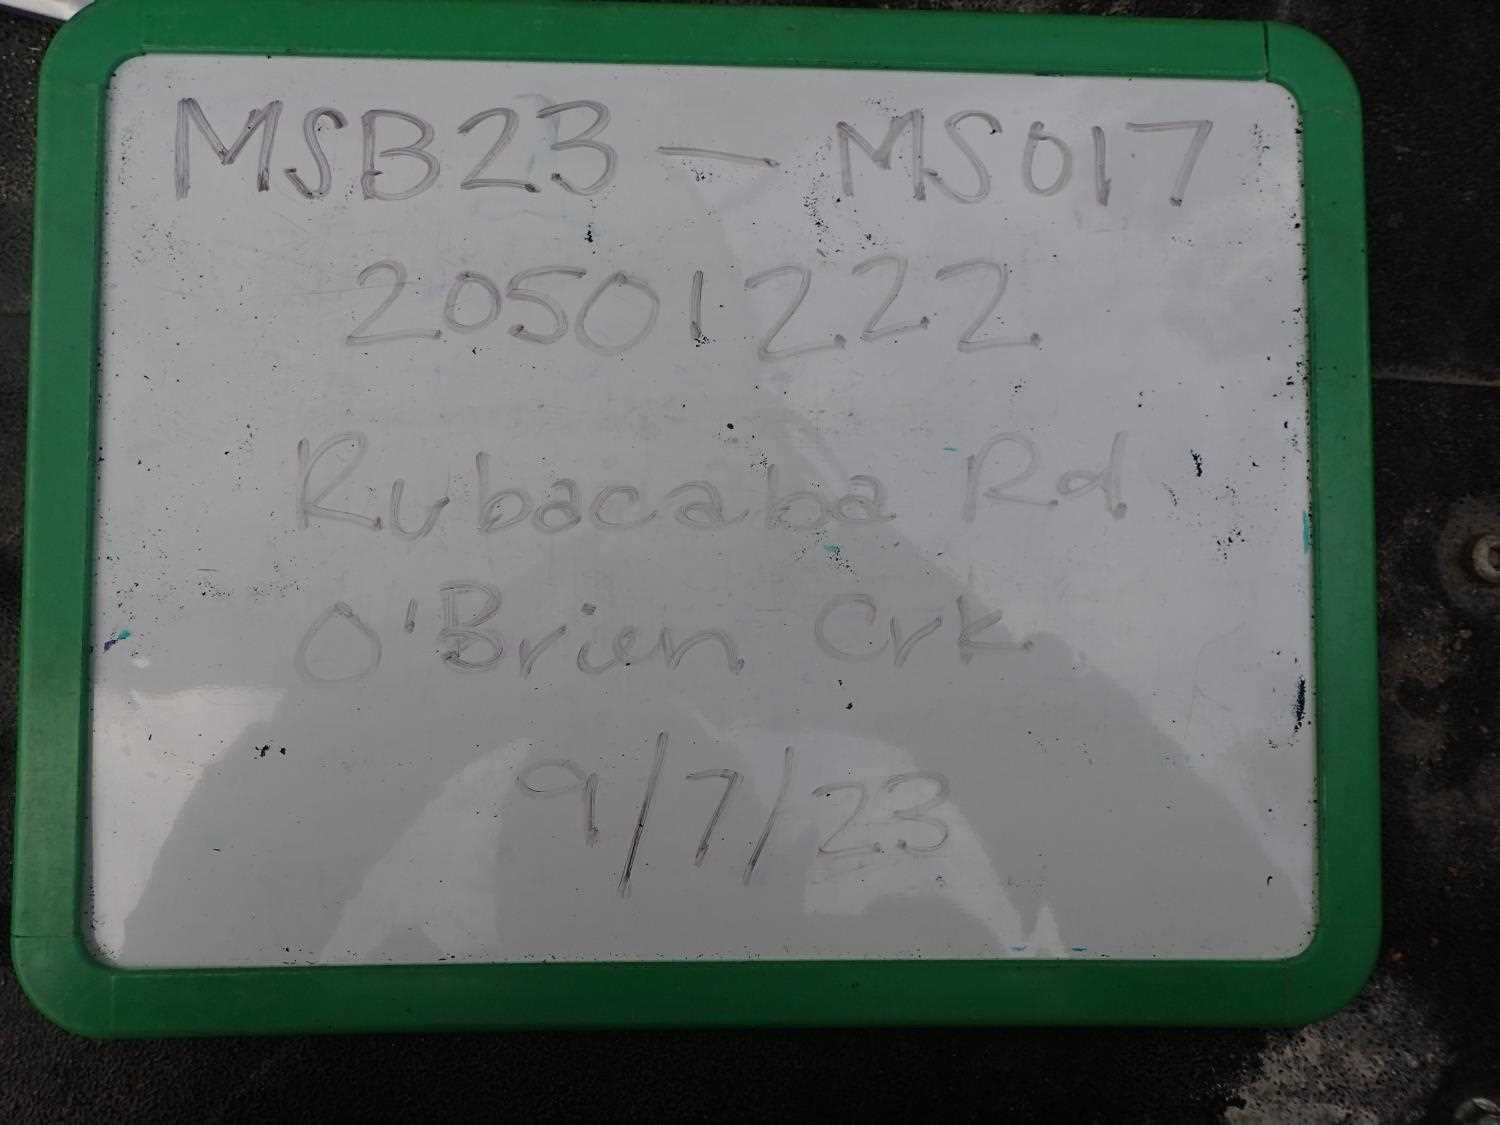 MSB23 — MS017
20501222
Rubacaba Rd
O'Brien Crk.
9/7/23